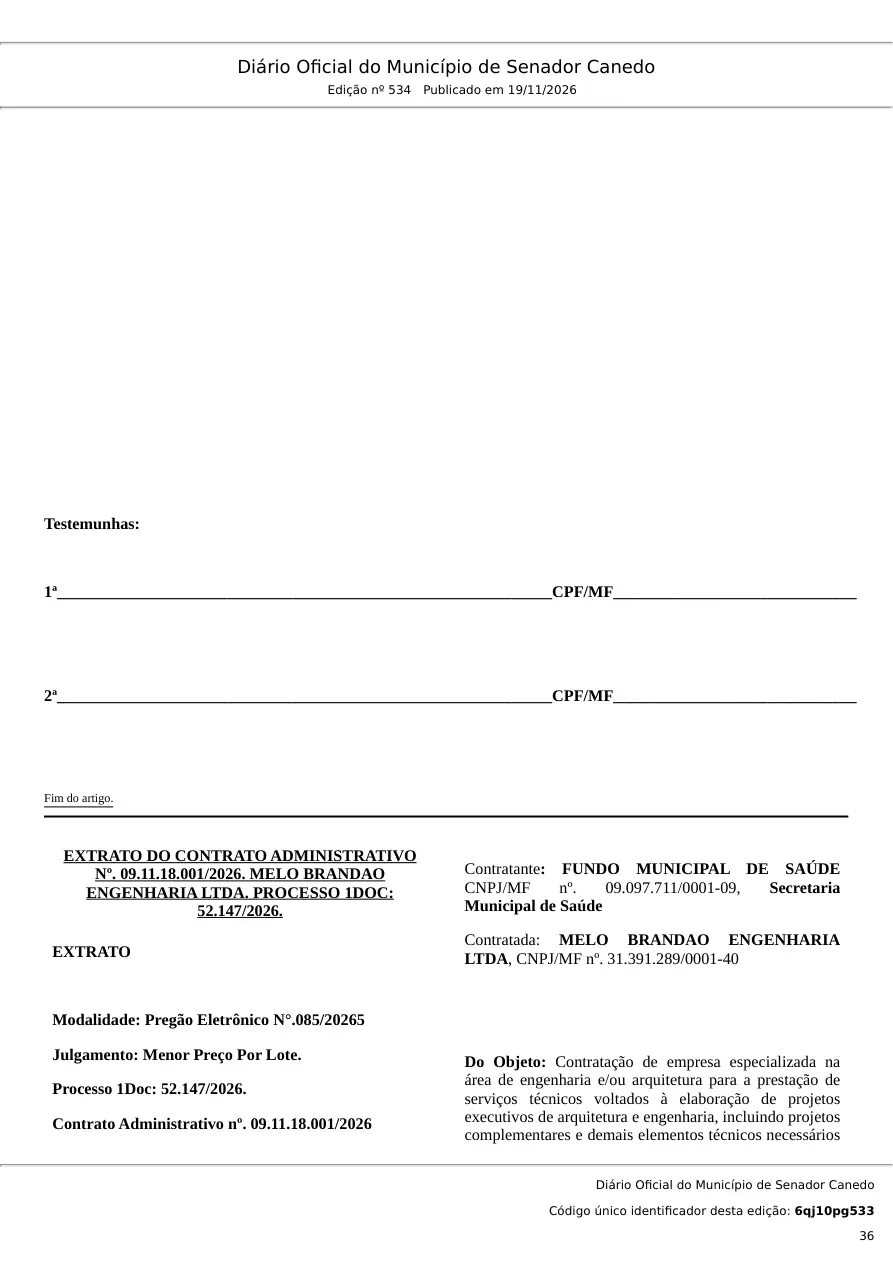 Diário Oficial do Município de Senador Canedo
Edição nº 534 Publicado em 19/11/2026
Testemunhas:
1ª_____________________________________________________________CPF/MF______________________________
2ª_____________________________________________________________CPF/MF______________________________
Fim do artigo.
EXTRATO DO CONTRATO ADMINISTRATIVO
Nº. 09.11.18.001/2026. MELO BRANDAO
ENGENHARIA LTDA. PROCESSO 1DOC:
52.147/2026.
EXTRATO
Modalidade: Pregão Eletrônico N°.085/20265
Julgamento: Menor Preço Por Lote.
Processo 1Doc: 52.147/2026.
Contrato Administrativo nº. 09.11.18.001/2026
Contratante: FUNDO MUNICIPAL DE SAÚDE
CNPJ/MF nº. 09.097.711/0001-09, Secretaria
Municipal de Saúde
Contratada: MELO BRANDAO ENGENHARIA
LTDA, CNPJ/MF nº. 31.391.289/0001-40
Do Objeto: Contratação de empresa especializada na
área de engenharia e/ou arquitetura para a prestação de
serviços técnicos voltados à elaboração de projetos
executivos de arquitetura e engenharia, incluindo projetos
complementares e demais elementos técnicos necessários
Diário Oficial do Município de Senador Canedo
Código único identificador desta edição: 6qj10pg533
36